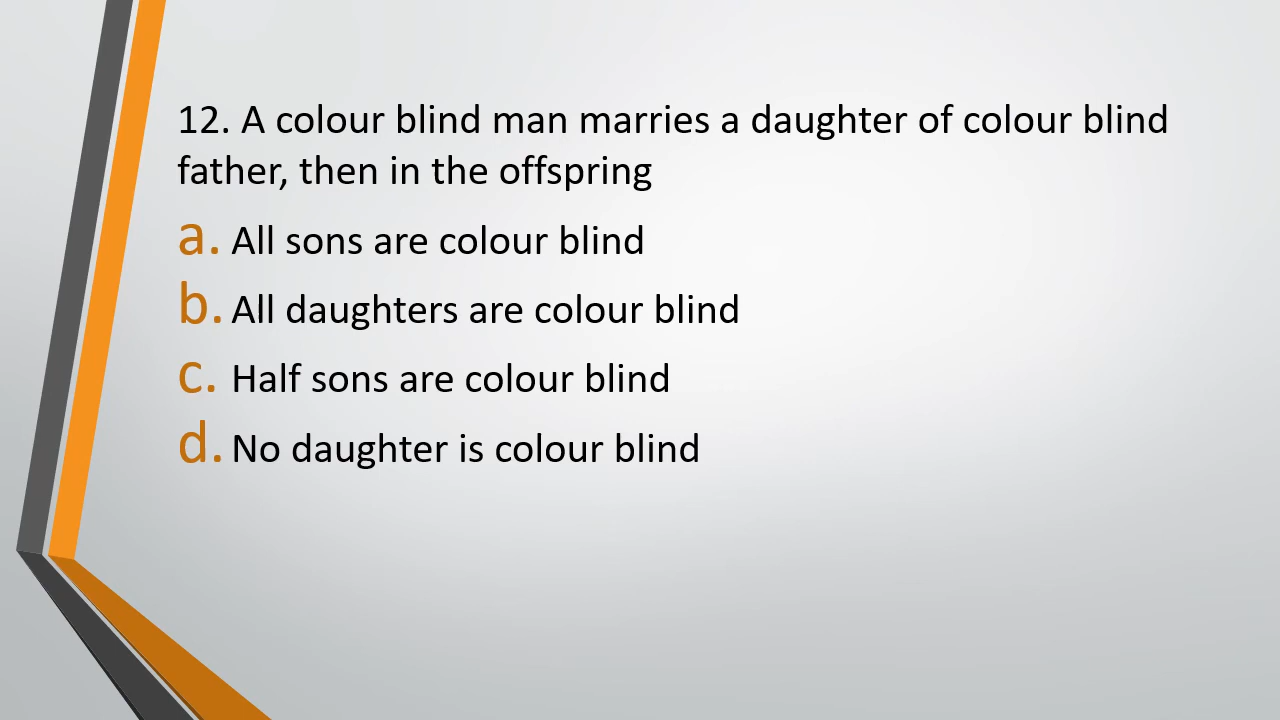 12. A colour blind man marries a daughter of colour blind
father, then in the offspring
a. All sons are colour blind
b. All daughters are colour blind
c. Half sons are colour blind
d. No daughter is colour blind